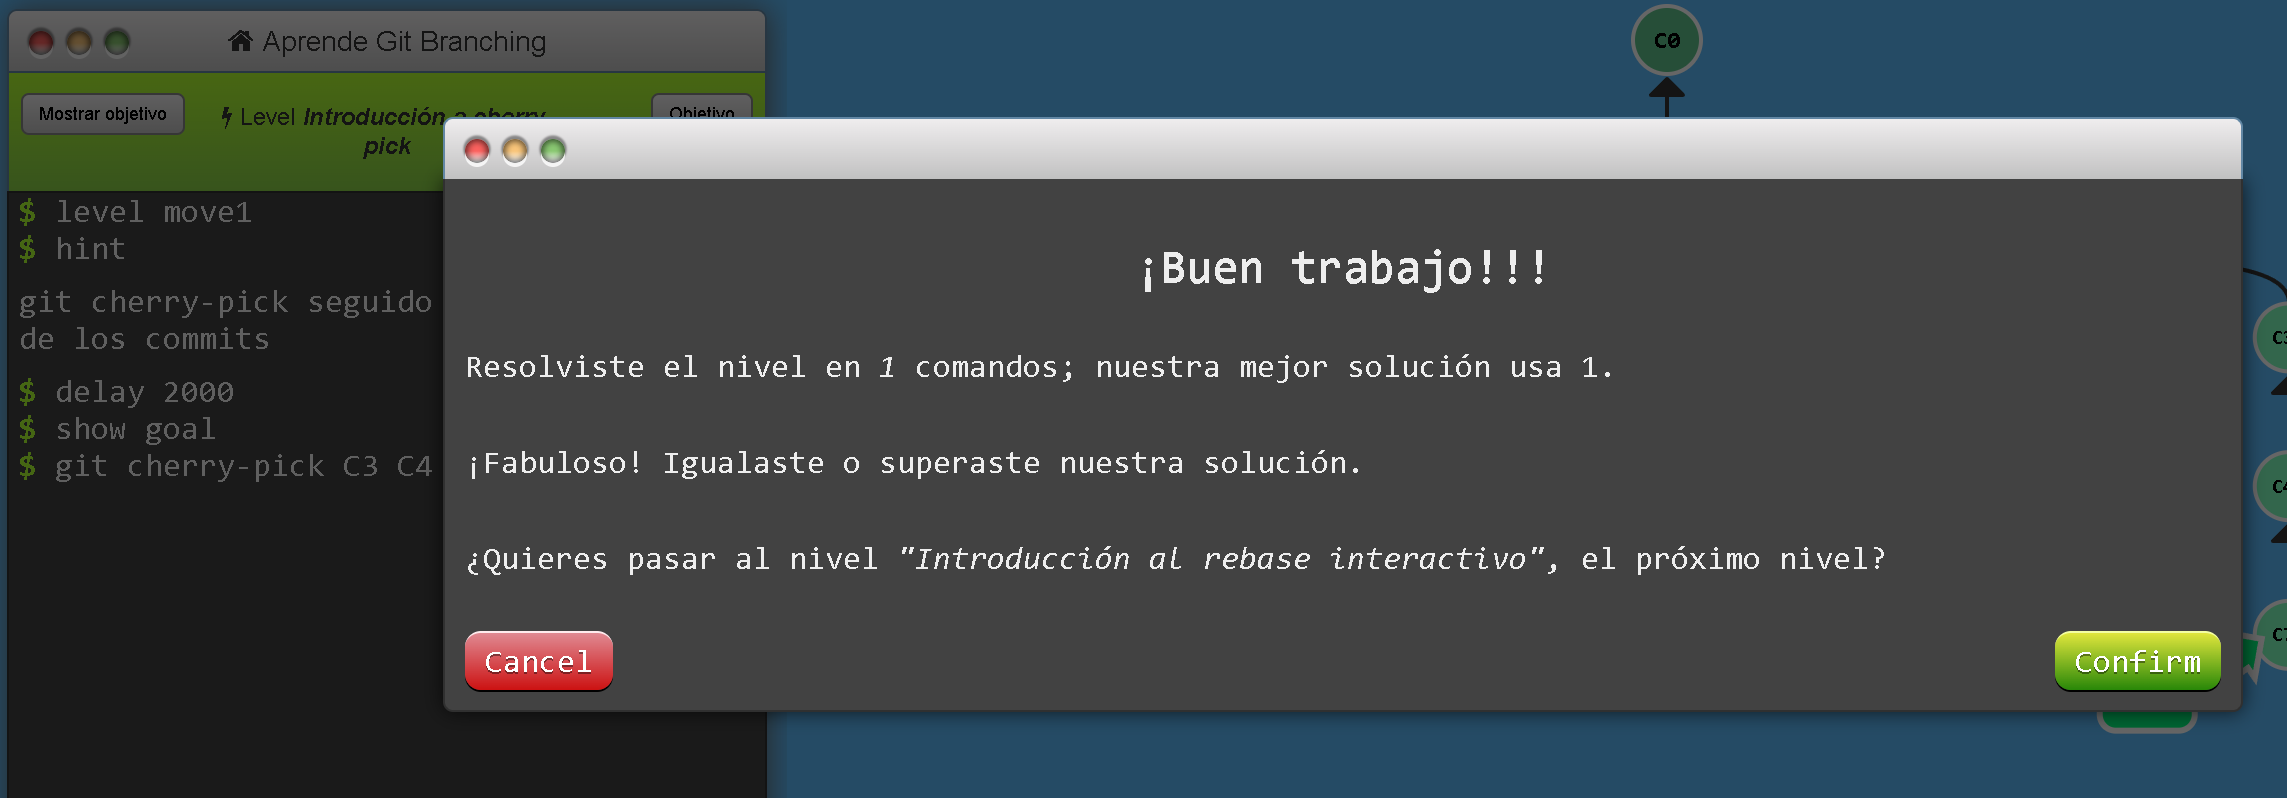 Aprende Git Branching
Mostrar objetivo
Level Introducción a cherry
pick
Objetivo
$ level move1
$ hint
git cherry-pick seguido
de los commits
$ delay 2000
$ show goal
$ git cherry-pick C3 C4
¡Buen trabajo!!!
Resolviste el nivel en 1 comandos; nuestra mejor solución usa 1.
¡Fabuloso! Igualaste o superaste nuestra solución.
¿Quieres pasar al nivel "Introducción al rebase interactivo", el próximo nivel?
Cancel
Confirm
C0
C3